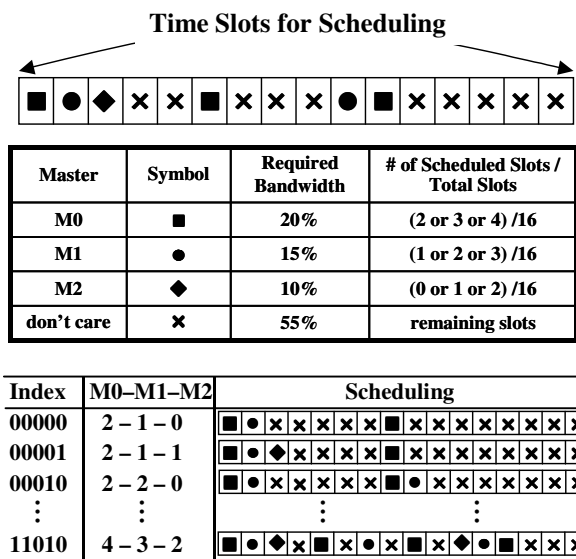 Time Slots for Scheduling
Master Symbol Required Bandwidth # of Scheduled Slots / Total Slots
M0 ■ 20% (2 or 3 or 4) /16
M1 ● 15% (1 or 2 or 3) /16
M2 ◆ 10% (0 or 1 or 2) /16
don't care × 55% remaining slots
Index M0–M1–M2 Scheduling
00000 2 – 1 – 0
00001 2 – 1 – 1
00010 2 – 2 – 0
11010 4 – 3 – 2